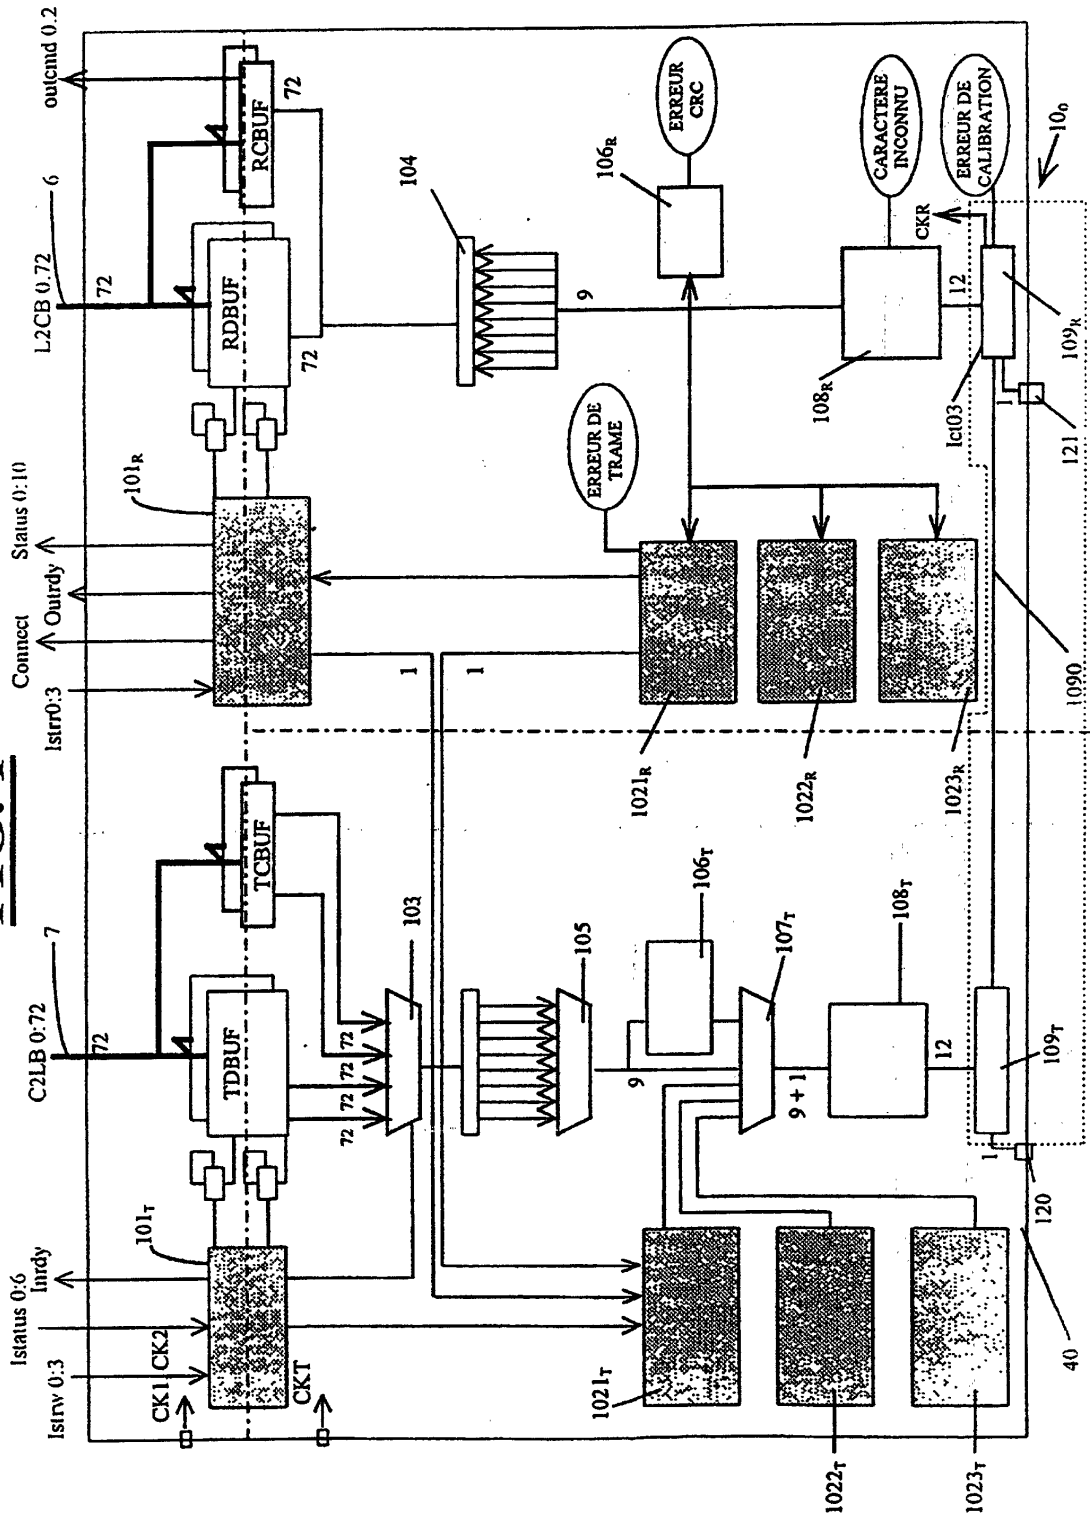 FIG. 4
C2LB 0:72
7
72
L2CB 0.72
6
72
outcmd 0.2
Istrw 0:3
Istatus 0:6
Inrdy
CK1
CK2
CKT
101T
TDBUF
TCBUF
72
72
72
72
103
105
9
106T
107T
9 + 1
108T
12
109T
1
120
40
1021T
1022T
1023T
Istrr0:3
Connect
Outrdy
Status 0:10
101R
RDBUF
RCBUF
72
72
104
9
1
1
ERREUR DE
TRAME
106R
ERREUR
CRC
1021R
1022R
1023R
108R
CARACTERE
INCONNU
12
CKR
ERREUR DE
CALIBRATION
10₀
lct03
109R
1
121
1090